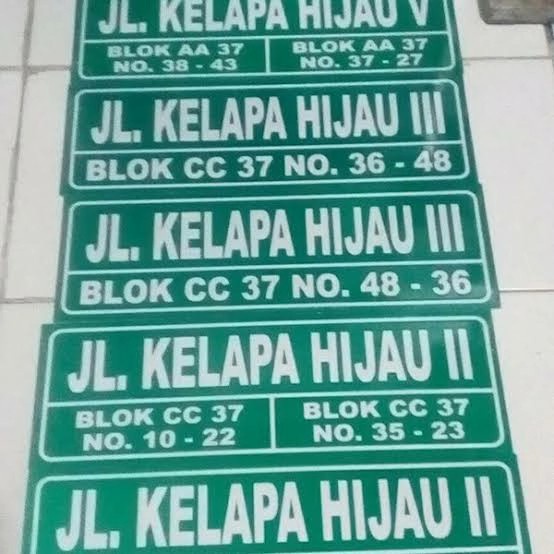 JL. KELAPA HIJAU V
BLOK AA 37
NO. 38 - 43
BLOK AA 37
NO. 37 - 27
JL. KELAPA HIJAU III
BLOK CC 37 NO. 36 - 48
JL. KELAPA HIJAU III
BLOK CC 37 NO. 48 - 36
JL. KELAPA HIJAU II
BLOK CC 37
NO. 10 - 22
BLOK CC 37
NO. 35 - 23
JL. KELAPA HIJAU II